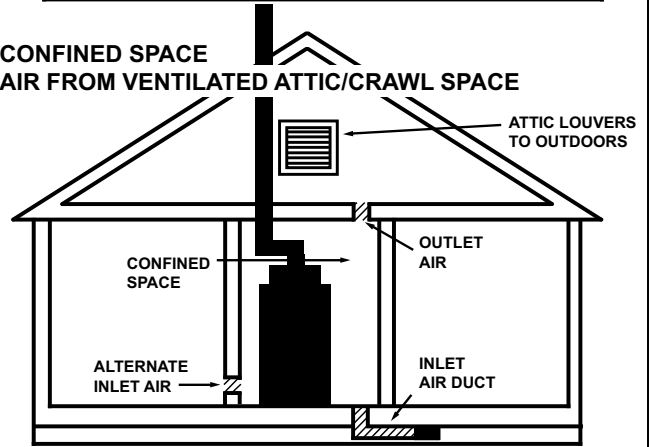 CONFINED SPACE
AIR FROM VENTILATED ATTIC/CRAWL SPACE
ATTIC LOUVERS
TO OUTDOORS
OUTLET
AIR
CONFINED
SPACE
ALTERNATE
INLET AIR
INLET
AIR DUCT